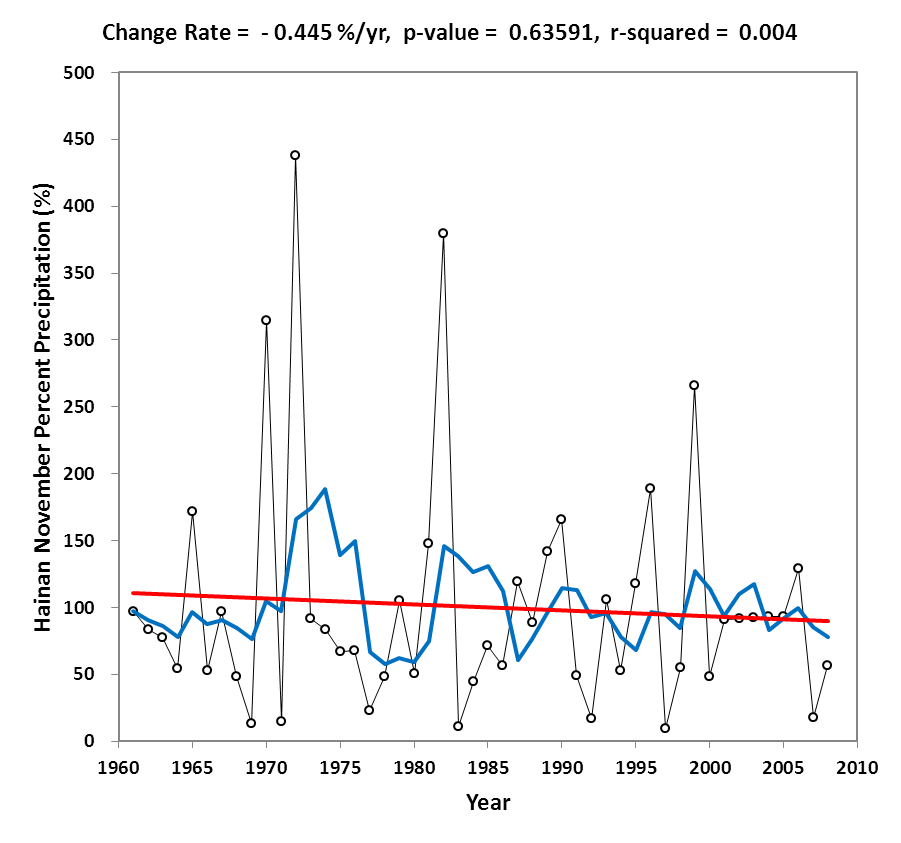 Change Rate =  - 0.445 %/yr,  p-value =  0.63591,  r-squared =  0.004
500
450
400
350
300
250
200
150
100
50
0
Hainan November Percent Precipitation (%)
1960 1965 1970 1975 1980 1985 1990 1995 2000 2005 2010
Year